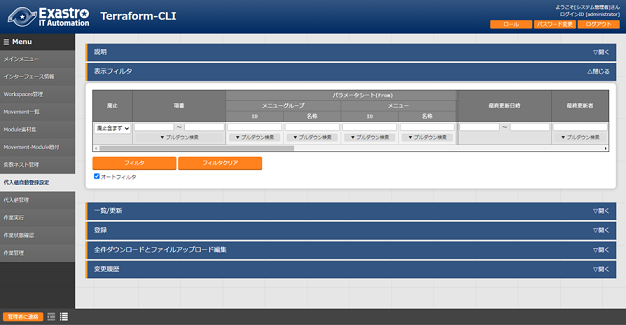 Exastro
IT Automation
Terraform-CLI
ようこそ[システム管理者]さん
ログインID [administrator]
ロール
パスワード変更
ログアウト
☰ Menu
メインメニュー
インターフェース情報
Workspaces管理
Movement一覧
Module素材集
Movement-Module紐付
変数ネスト管理
代入値自動登録設定
代入値管理
作業実行
作業状態確認
作業管理
説明
▽開く
表示フィルタ
△閉じる
廃止
項番
パラメータシート(From)
最終更新日時
最終更新者
メニューグループ
メニュー
ID
名称
ID
名称
廃止含まず
～
～
▼ プルダウン検索
▼ プルダウン検索
▼ プルダウン検索
▼ プルダウン検索
▼ プルダウン検索
▼ プルダウン検索
フィルタ
フィルタクリア
オートフィルタ
一覧/更新
▽開く
登録
▽開く
全件ダウンロードとファイルアップロード編集
▽開く
変更履歴
▽開く
管理者に連絡